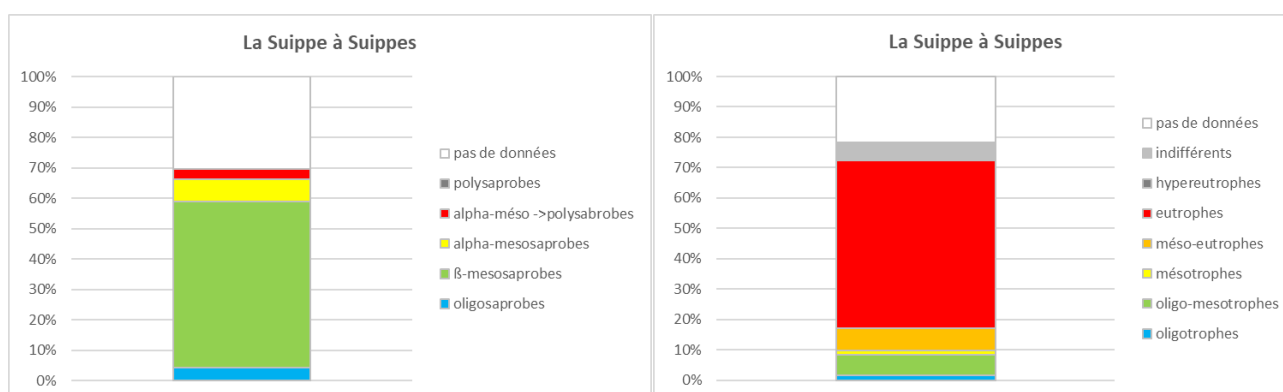 La Suippe à Suippes
100%
90%
80%
70%
60%
50%
40%
30%
20%
10%
0%
pas de données
polysaprobes
alpha-méso ->polysabrobes
alpha-mesosaprobes
ß-mesosaprobes
oligosaprobes
La Suippe à Suippes
100%
90%
80%
70%
60%
50%
40%
30%
20%
10%
0%
pas de données
indifférents
hypereutrophes
eutrophes
méso-eutrophes
mésotrophes
oligo-mesotrophes
oligotrophes